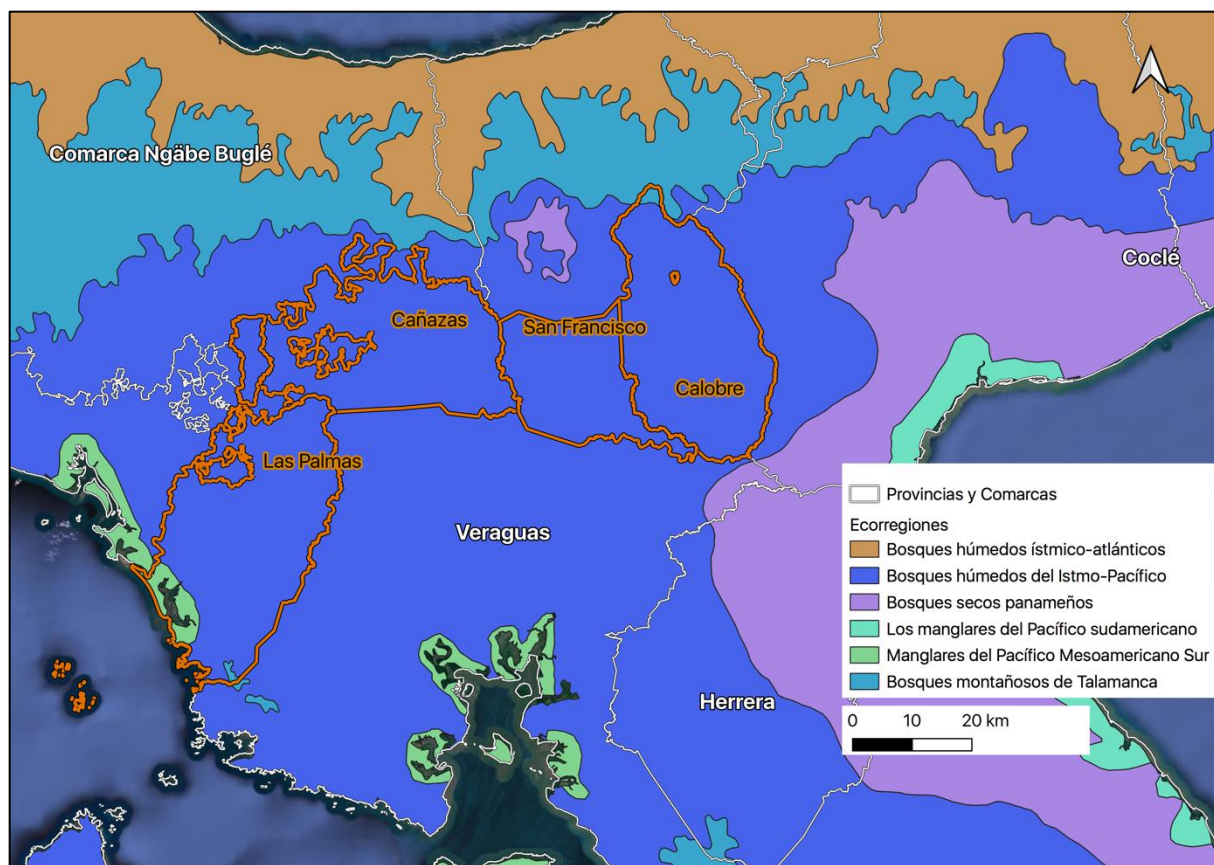 Comarca Ngäbe Buglé
Coclé
Cañazas
San Francisco
Calobre
Las Palmas
Veraguas
Herrera
Provincias y Comarcas
Ecorregiones
Bosques húmedos ístmico-atlánticos
Bosques húmedos del Istmo-Pacífico
Bosques secos panameños
Los manglares del Pacífico sudamericano
Manglares del Pacífico Mesoamericano Sur
Bosques montañosos de Talamanca
0 10 20 km